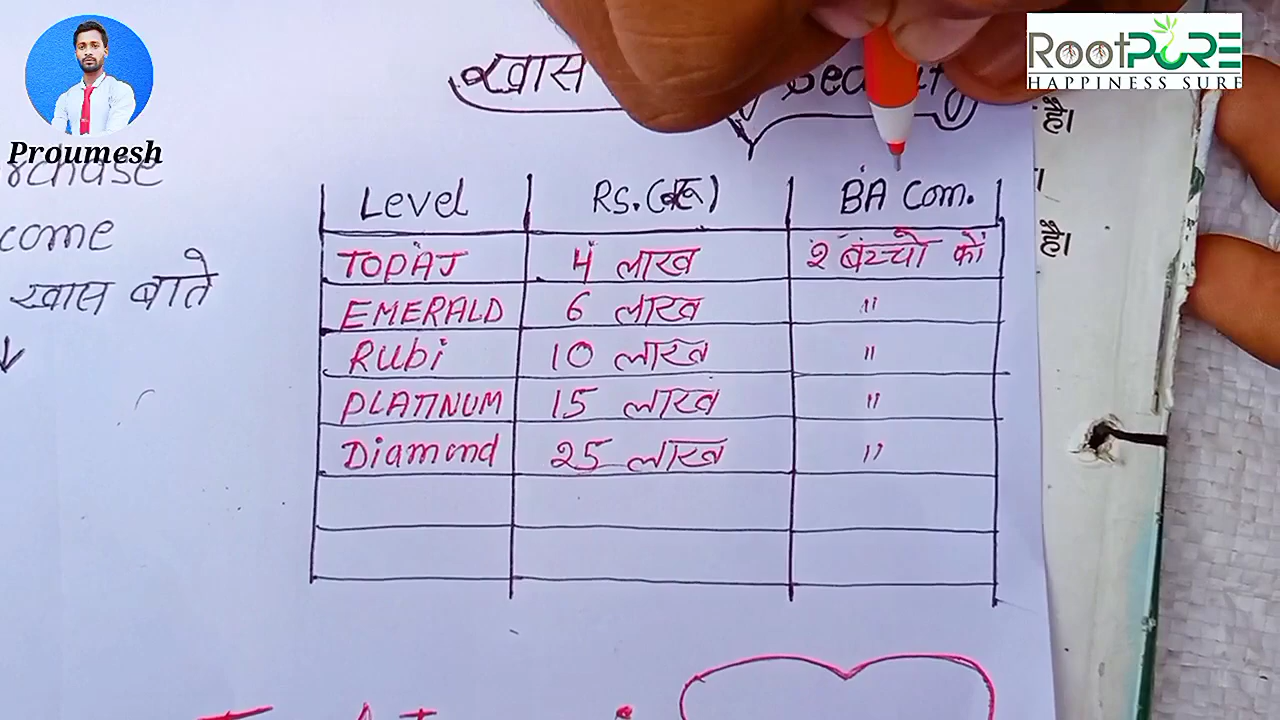 RootPURE
HAPPINESS SURE
Proumesh
खास
rchase
come
खास बाते
Level Rs.(रू) BA Com.
TOPAJ 4 लाख 2 बच्चो को
EMERALD 6 लाख "
Rubi 10 लाख "
PLATINUM 15 लाख "
Diamond 25 लाख "